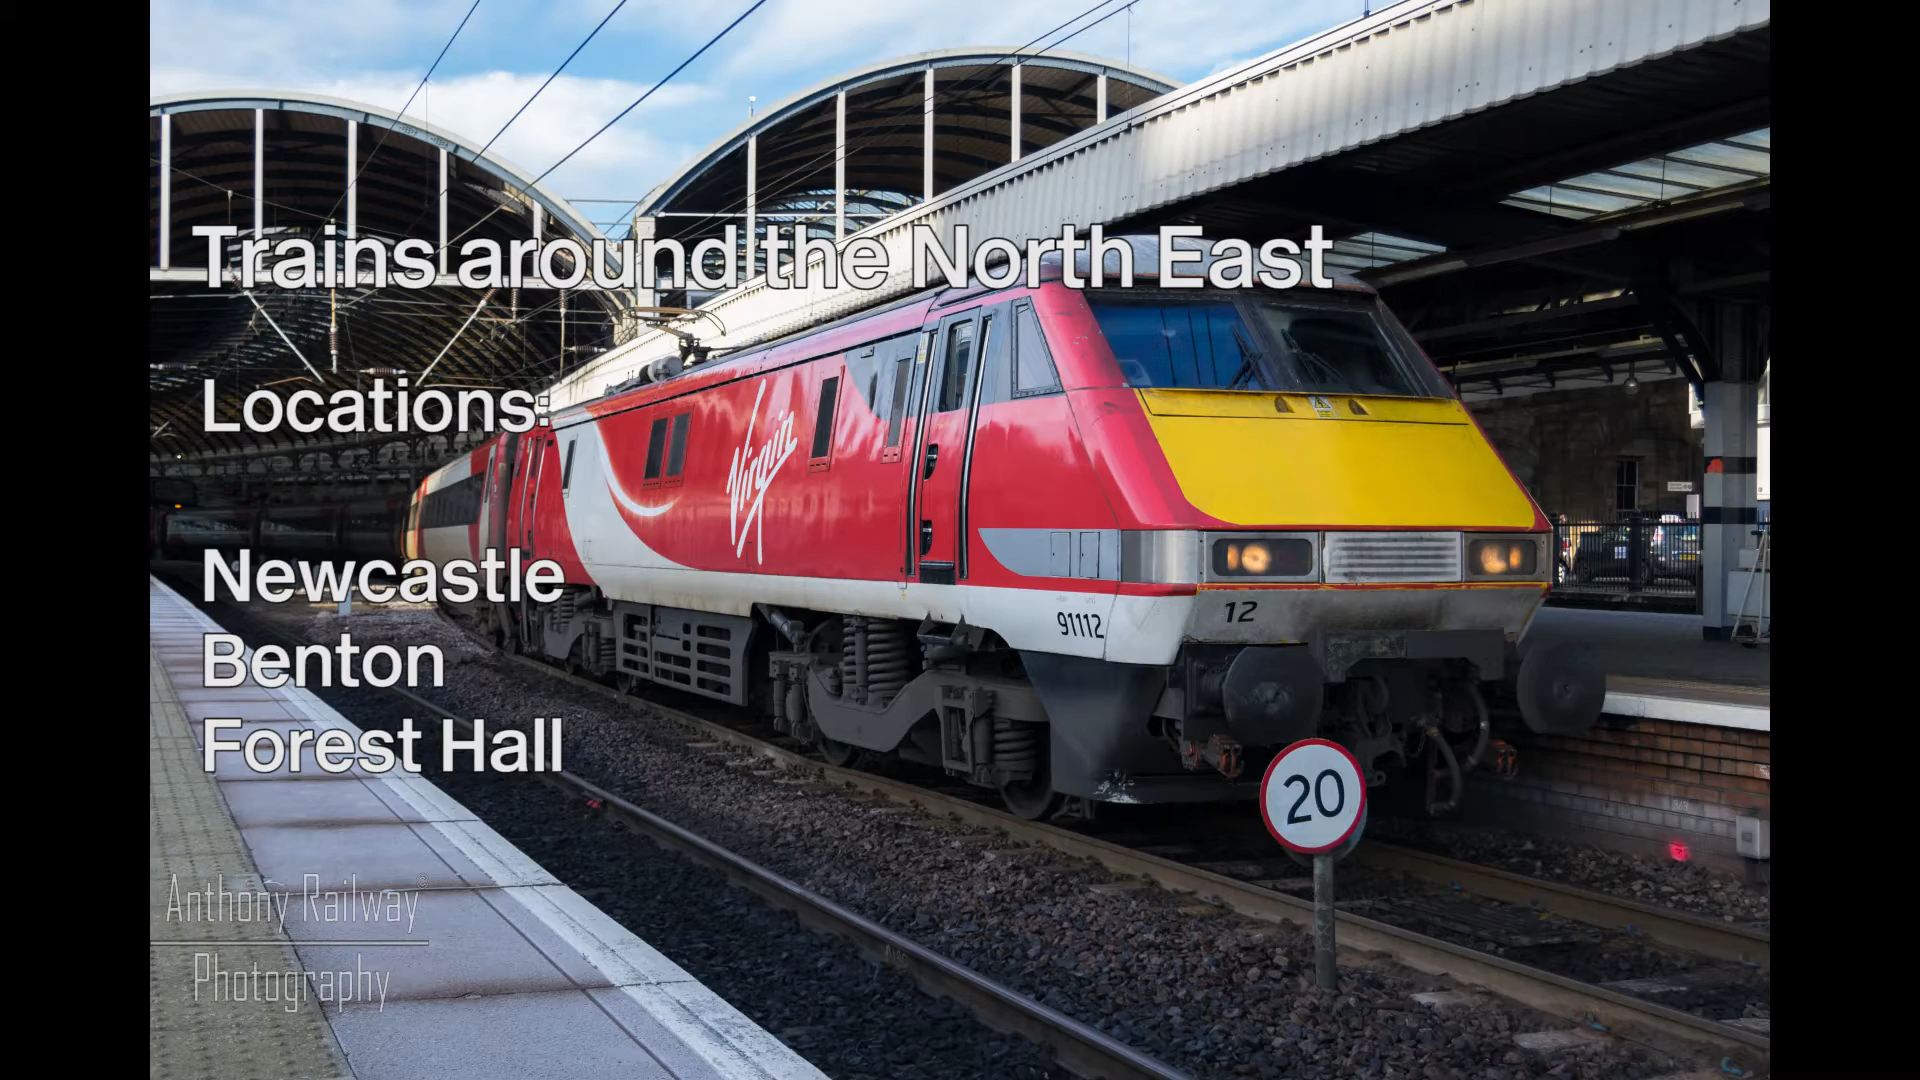 Trains around the North East
Locations:
Newcastle
Benton
Forest Hall
Virgin
91112
12
20
Anthony Railway©
Photography